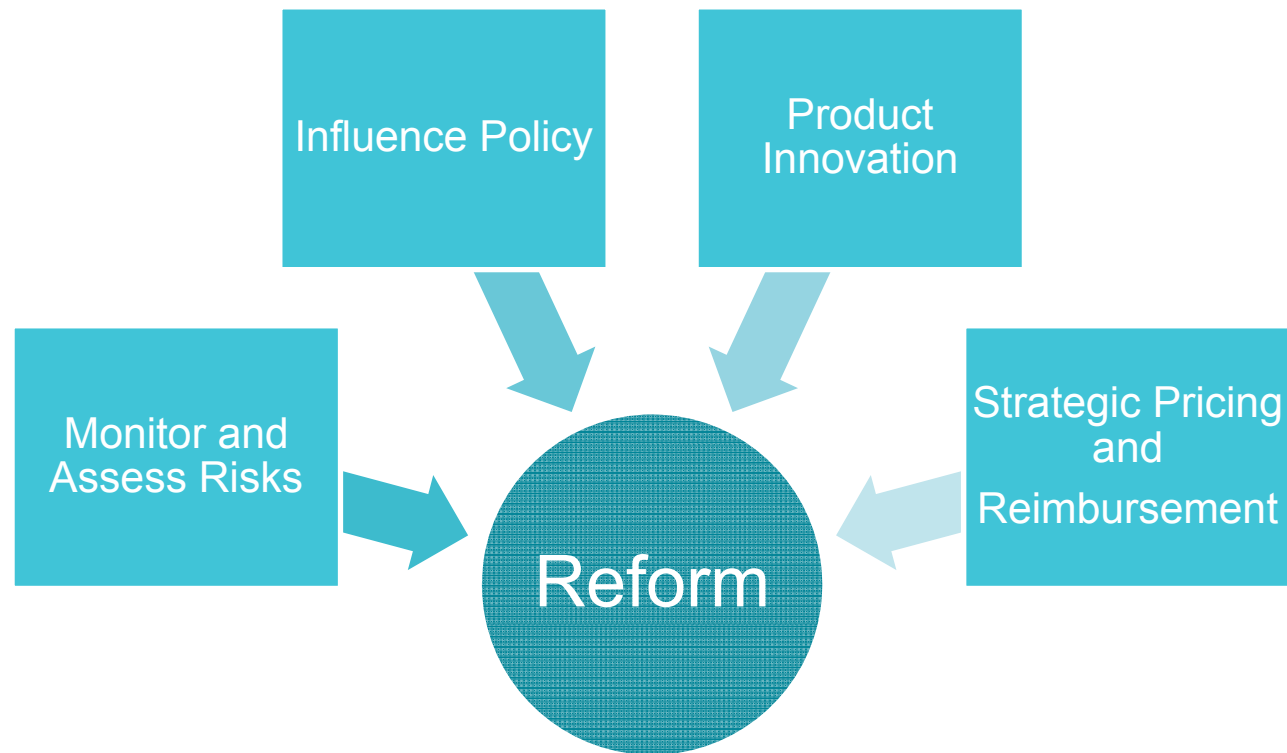 Influence Policy
Product
Innovation
Monitor and
Assess Risks
Strategic Pricing
and
Reimbursement
Reform